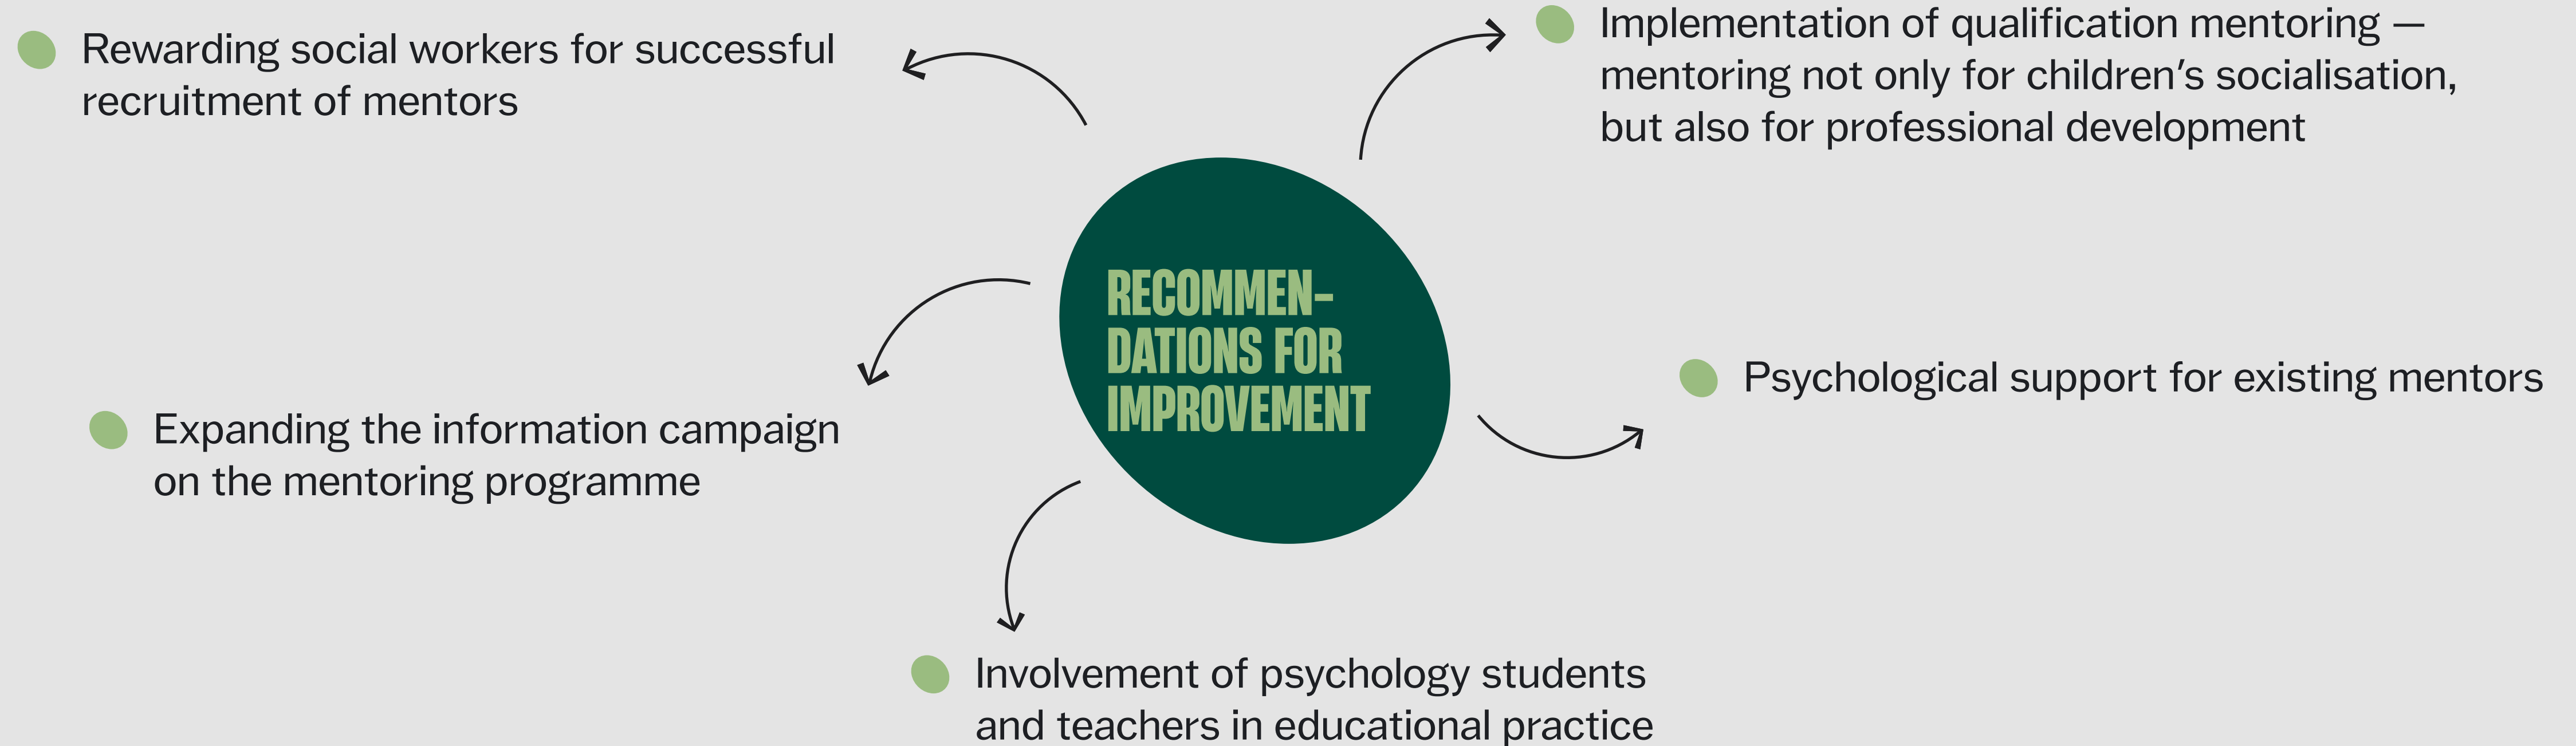 Rewarding social workers for successful
recruitment of mentors
Implementation of qualification mentoring —
mentoring not only for children’s socialisation,
but also for professional development
RECOMMEN–
DATIONS FOR
IMPROVEMENT
Psychological support for existing mentors
Expanding the information campaign
on the mentoring programme
Involvement of psychology students
and teachers in educational practice